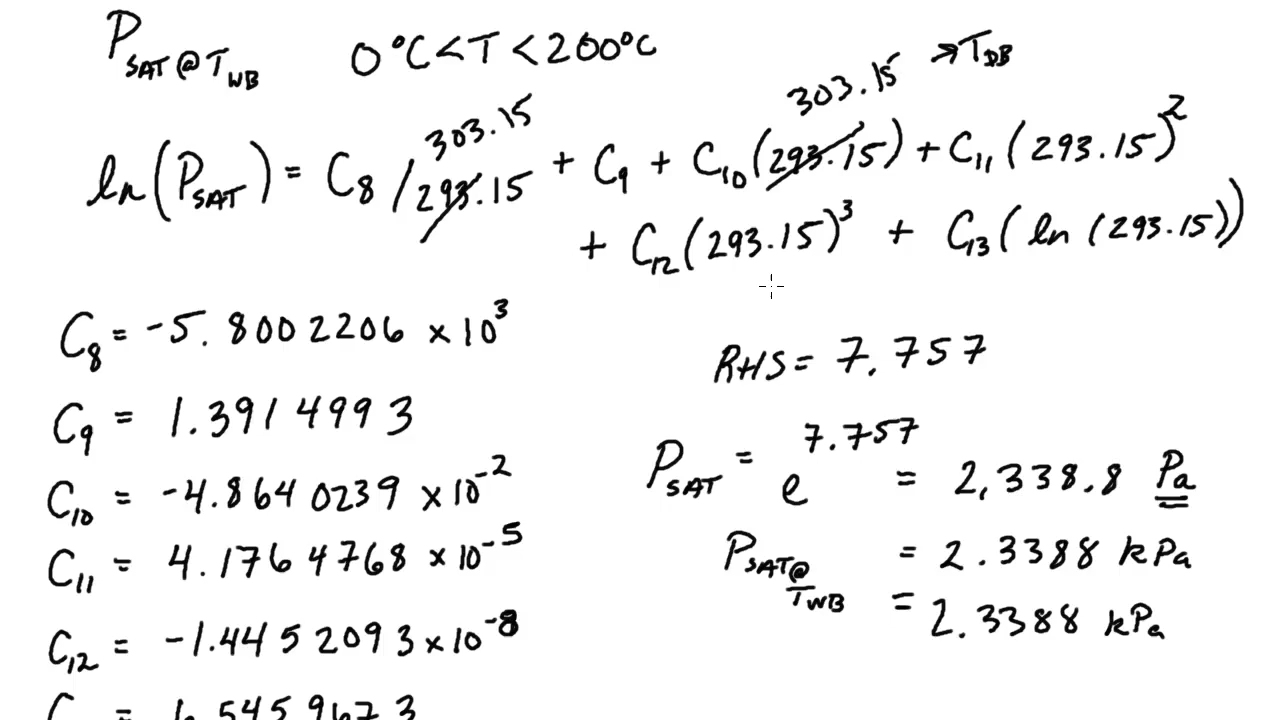 P_SAT@T_WB 0°C < T < 200°C
303.15 303.15 → T_DB
ln(P_SAT) = C_8 / 293.15 + C_9 + C_10 (293.15) + C_11 (293.15)^2
+ C_12 (293.15)^3 + C_13 (ln (293.15))
C_8 = -5.8002206 × 10^3
RHS = 7.757
C_9 = 1.3914993
P_SAT = e^7.757 = 2,338.8 Pa
C_10 = -4.8640239 × 10^-2
P_SAT@T_WB = 2.3388 kPa
C_11 = 4.1764768 × 10^-5
= 2.3388 kPa
C_12 = -1.4452093 × 10^-8
= 6.5459673